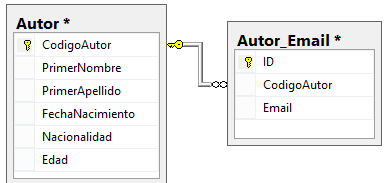 Autor *
CodigoAutor
PrimerNombre
PrimerApellido
FechaNacimiento
Nacionalidad
Edad
Autor_Email *
ID
CodigoAutor
Email